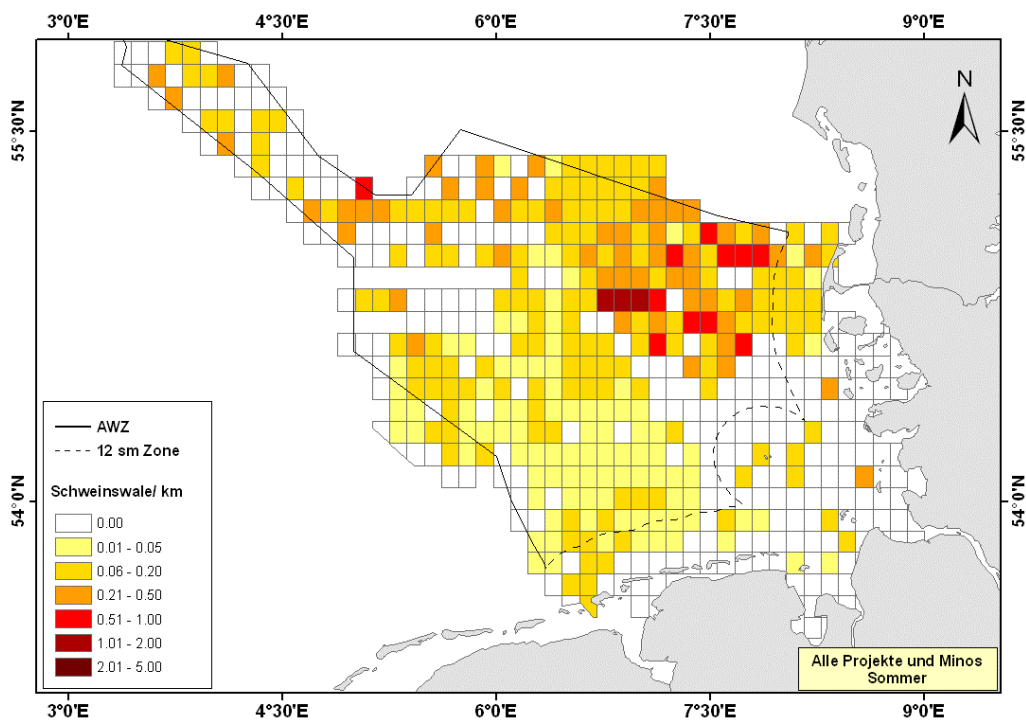 3°0'E 4°30'E 6°0'E 7°30'E 9°0'E
N
55°30'N 55°30'N
AWZ
12 sm Zone
Schweinswale/ km
0.00
0.01 - 0.05
0.06 - 0.20
0.21 - 0.50
0.51 - 1.00
1.01 - 2.00
2.01 - 5.00
54°0'N 54°0'N
Alle Projekte und Minos
Sommer
3°0'E 4°30'E 6°0'E 7°30'E 9°0'E